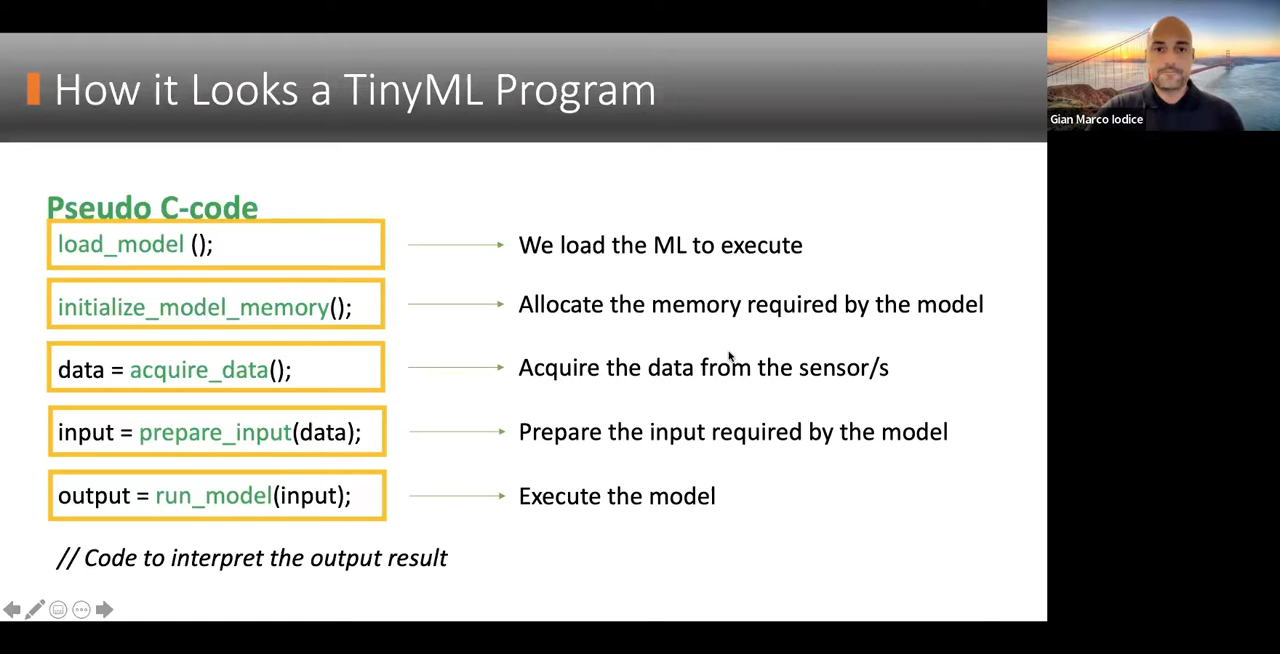 How it Looks a TinyML Program
Gian Marco Iodice
Pseudo C-code
load_model ();
We load the ML to execute
initialize_model_memory();
Allocate the memory required by the model
data = acquire_data();
Acquire the data from the sensor/s
input = prepare_input(data);
Prepare the input required by the model
output = run_model(input);
Execute the model
// Code to interpret the output result